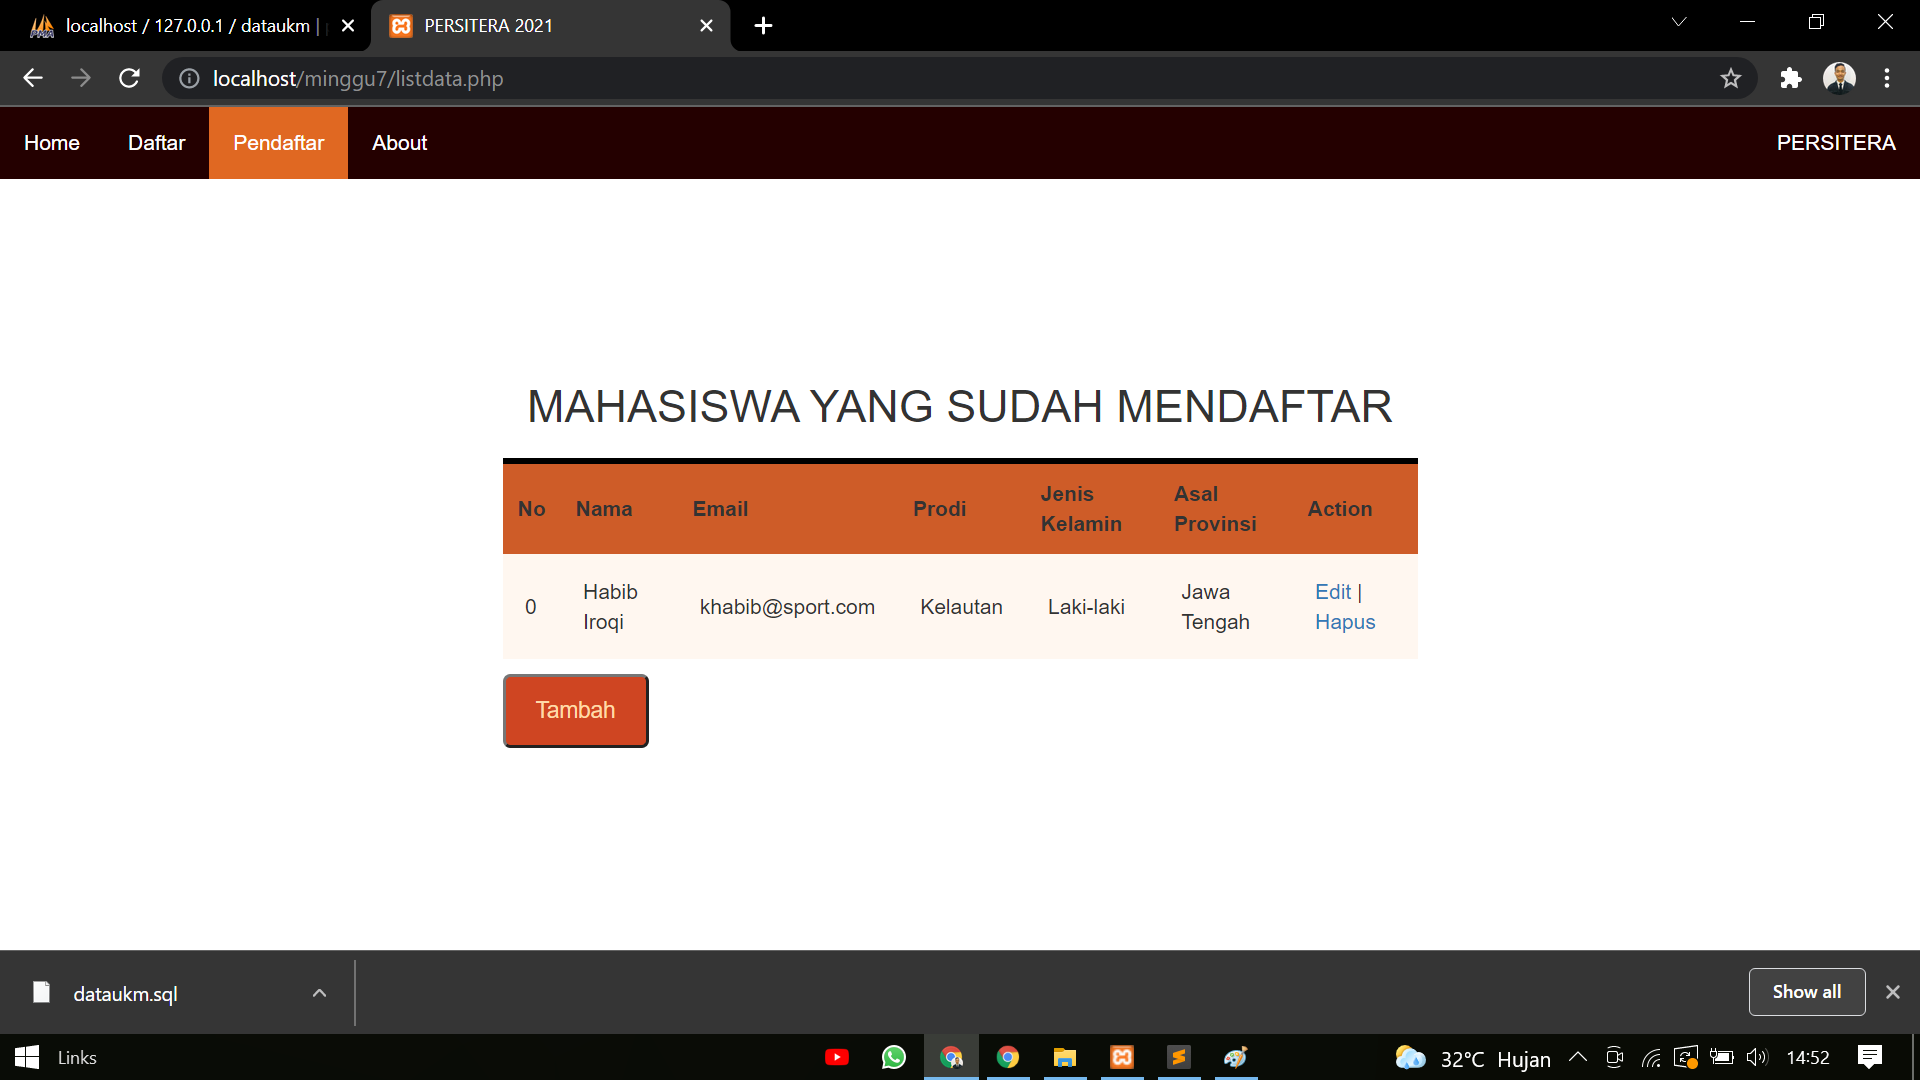 localhost / 127.0.0.1 / dataukm |
PERSITERA 2021
localhost/minggu7/listdata.php
Home Daftar Pendaftar About PERSITERA
MAHASISWA YANG SUDAH MENDAFTAR
No Nama Email Prodi Jenis Kelamin Asal Provinsi Action
0 Habib Iroqi khabib@sport.com Kelautan Laki-laki Jawa Tengah Edit | Hapus
Tambah
dataukm.sql
Show all
Links
32°C Hujan
14:52